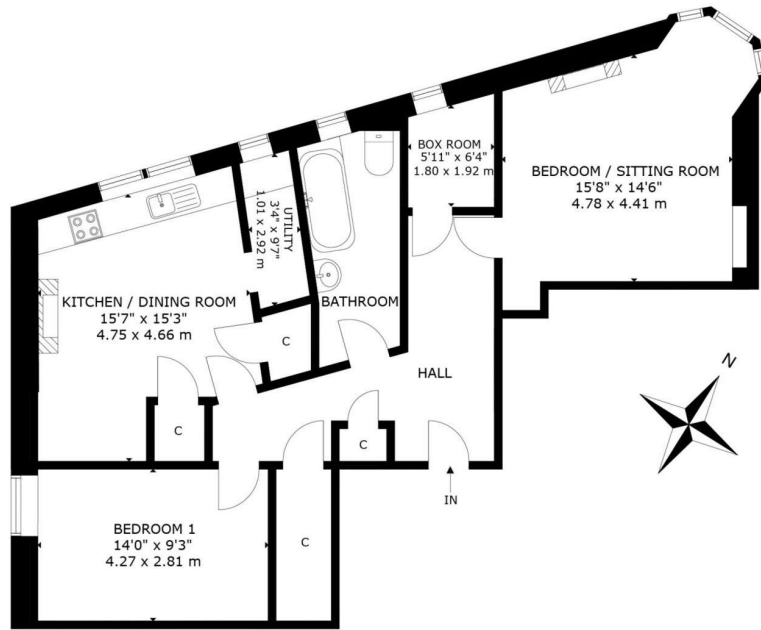 BOX ROOM
5'11" x 6'4"
1.80 x 1.92 m
BEDROOM / SITTING ROOM
15'8" x 14'6"
4.78 x 4.41 m
UTILITY
3'4" x 9'7"
1.01 x 2.92 m
KITCHEN / DINING ROOM
15'7" x 15'3"
4.75 x 4.66 m
BATHROOM
C
HALL
N
C
C
IN
BEDROOM 1
14'0" x 9'3"
4.27 x 2.81 m
C